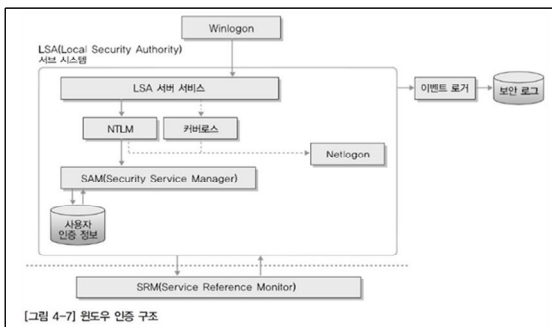 Winlogon
LSA(Local Security Authority)
서브 시스템
LSA 서버 서비스
이벤트 로거
보안 로그
NTLM
커버로스
Netlogon
SAM(Security Service Manager)
사용자
인증 정보
SRM(Service Reference Monitor)
[그림 4-7] 윈도우 인증 구조